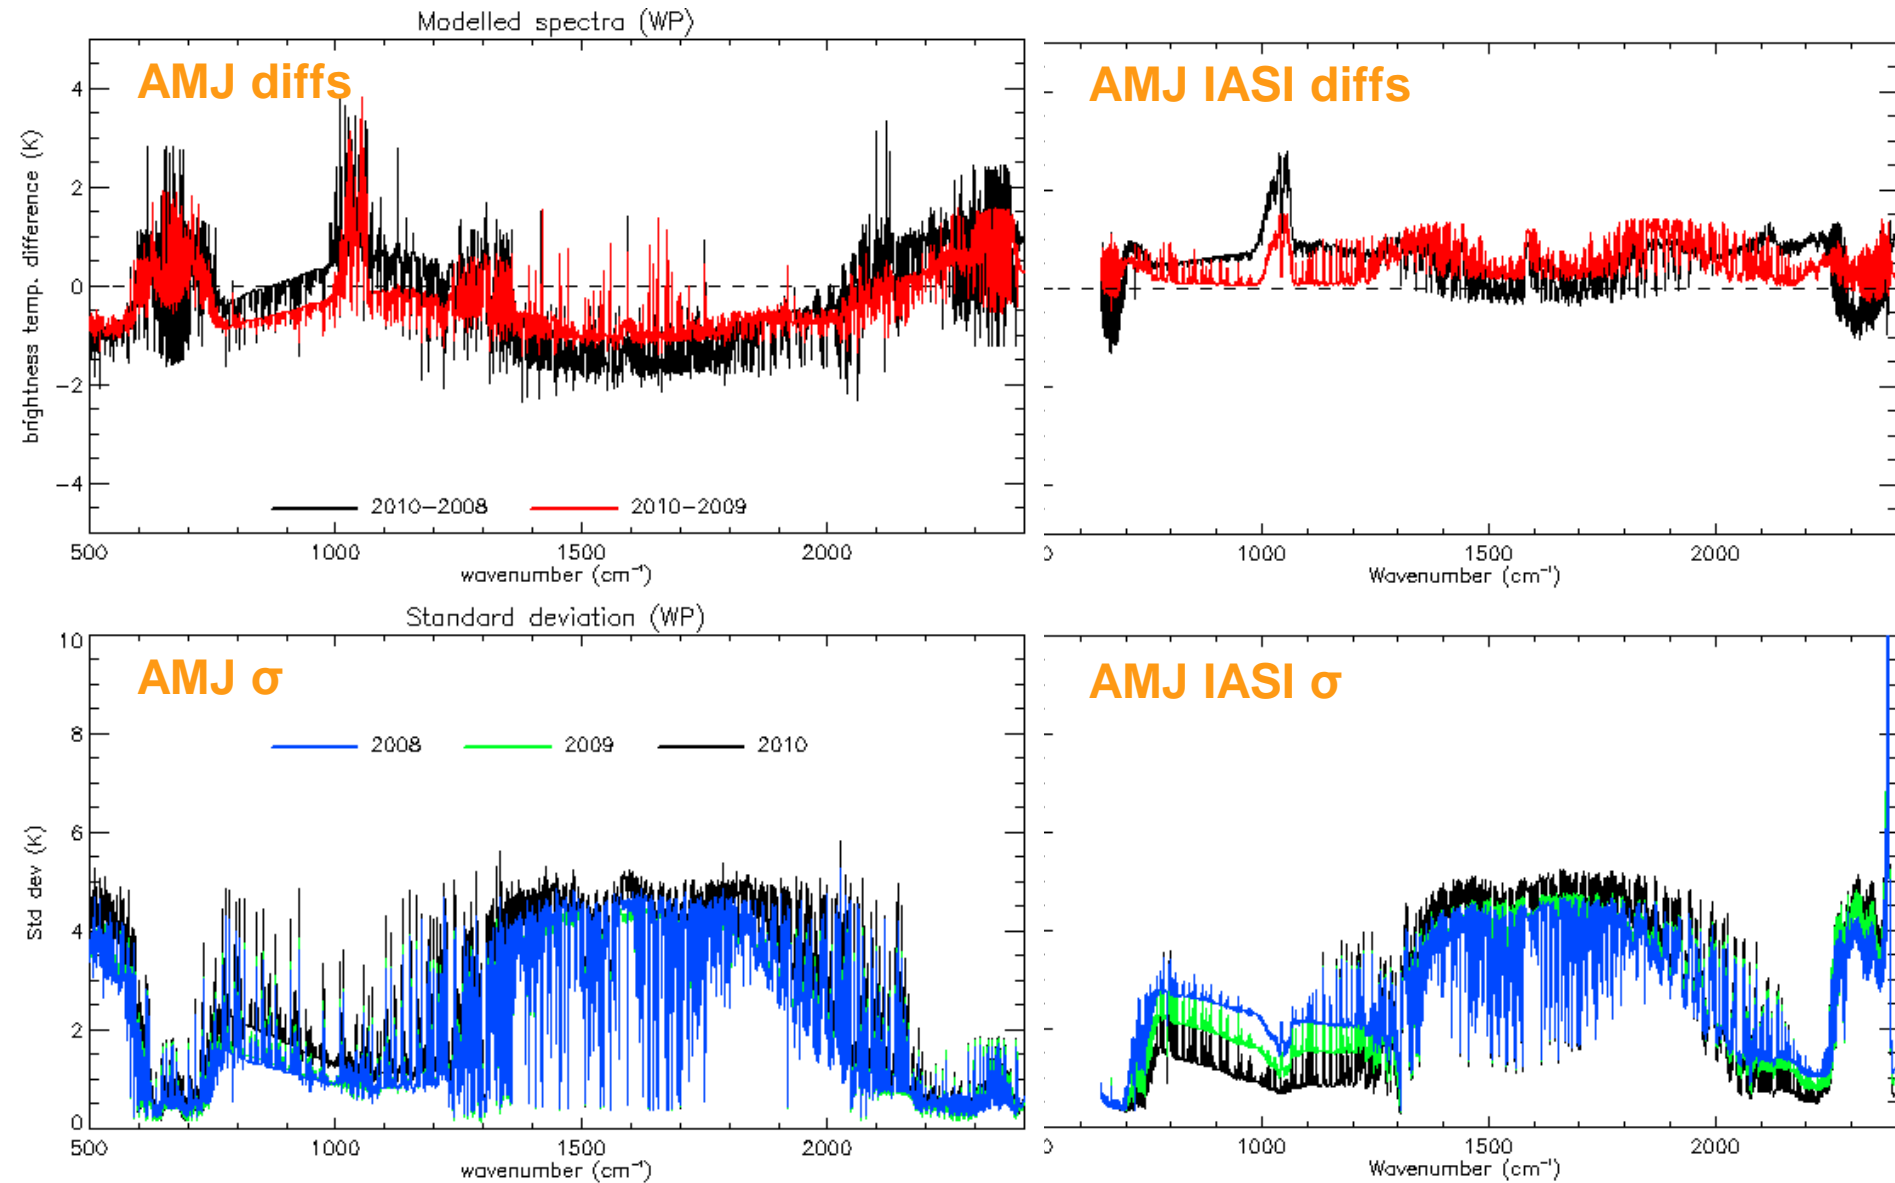 Modelled spectra (WP)
AMJ diffs
brightness temp. difference (K)
4
2
0
−2
−4
2010−2008
2010−2009
500
1000
1500
2000
wavenumber (cm⁻¹)
AMJ IASI diffs
1000
1500
2000
Wavenumber (cm⁻¹)
Standard deviation (WP)
AMJ σ
Std dev (K)
10
8
6
4
2
0
2008
2009
2010
500
1000
1500
2000
wavenumber (cm⁻¹)
AMJ IASI σ
1000
1500
2000
Wavenumber (cm⁻¹)